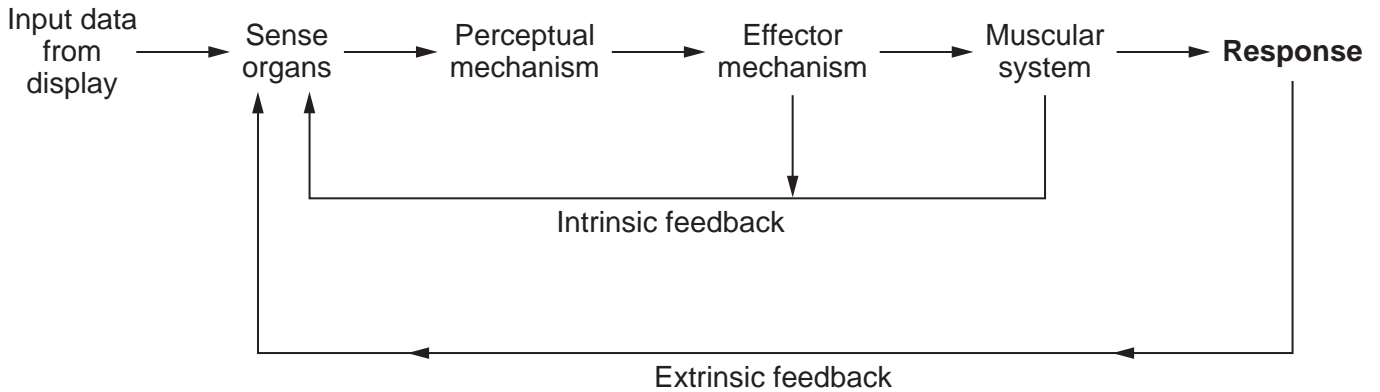 Input data
from
display
Sense
organs
Perceptual
mechanism
Effector
mechanism
Muscular
system
Response
Intrinsic feedback
Extrinsic feedback